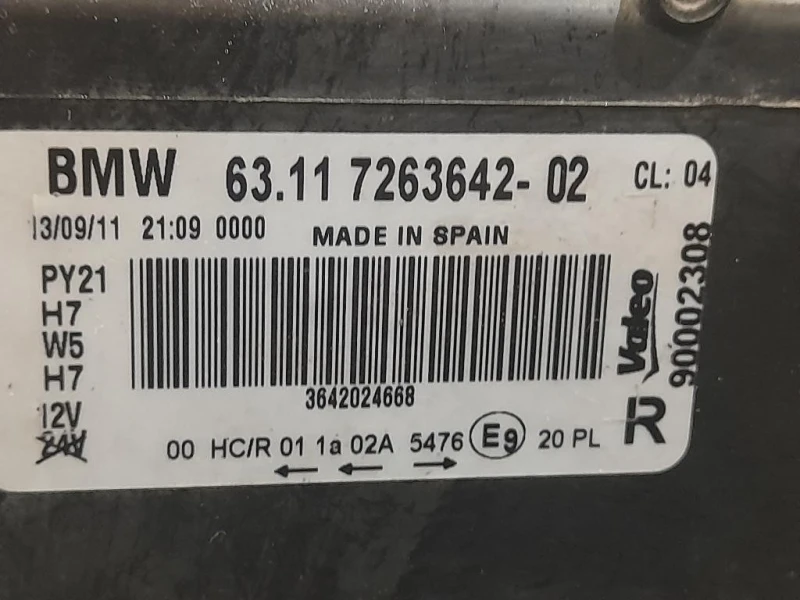 BMW 63.11 7263642-02 CL: 04
13/09/11 21:09 0000 MADE IN SPAIN
PY21
H7
W5
H7
12V
24V
3642024668
Valeo
90002308
R
00 HC/R 01 1a 02A 5476 E9 20 PL